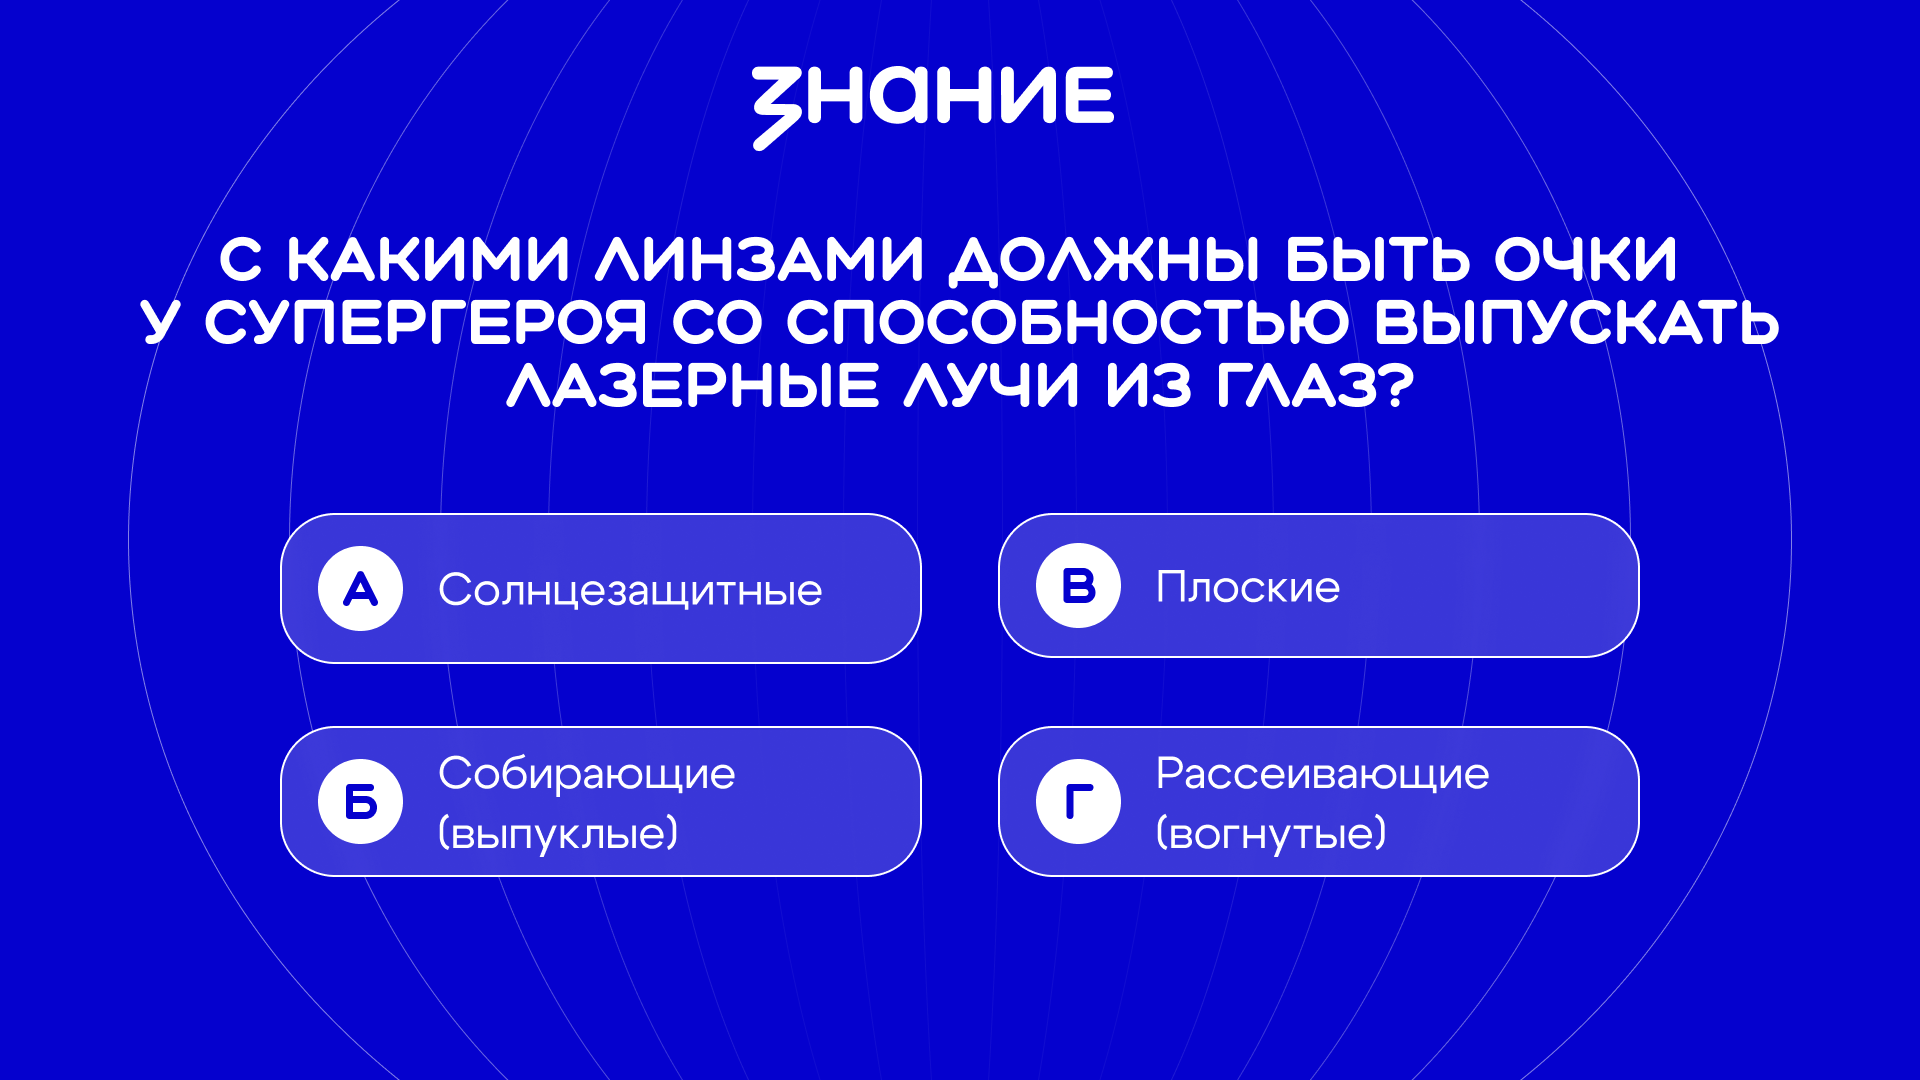 ЗНАНИЕ
С КАКИМИ ЛИНЗАМИ ДОЛЖНЫ БЫТЬ ОЧКИ
У СУПЕРГЕРОЯ СО СПОСОБНОСТЬЮ ВЫПУСКАТЬ
ЛАЗЕРНЫЕ ЛУЧИ ИЗ ГЛАЗ?
А Солнцезащитные
В Плоские
Б Собирающие
(выпуклые)
Г Рассеивающие
(вогнутые)